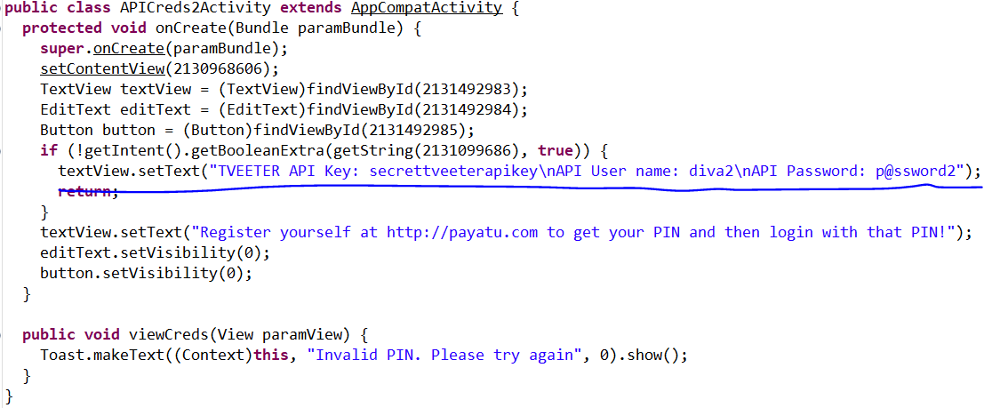 public class APICreds2Activity extends AppCompatActivity {
protected void onCreate(Bundle paramBundle) {
super.onCreate(paramBundle);
setContentView(2130968606);
TextView textView = (TextView)findViewById(2131492983);
EditText editText = (EditText)findViewById(2131492984);
Button button = (Button)findViewById(2131492985);
if (!getIntent().getBooleanExtra(getString(2131099686), true)) {
textView.setText("TVEETER API Key: secrettveeterapikey\nAPI User name: diva2\nAPI Password: p@ssword2");
return;
}
textView.setText("Register yourself at http://payatu.com to get your PIN and then login with that PIN!");
editText.setVisibility(0);
button.setVisibility(0);
}
public void viewCreds(View paramView) {
Toast.makeText((Context)this, "Invalid PIN. Please try again", 0).show();
}
}